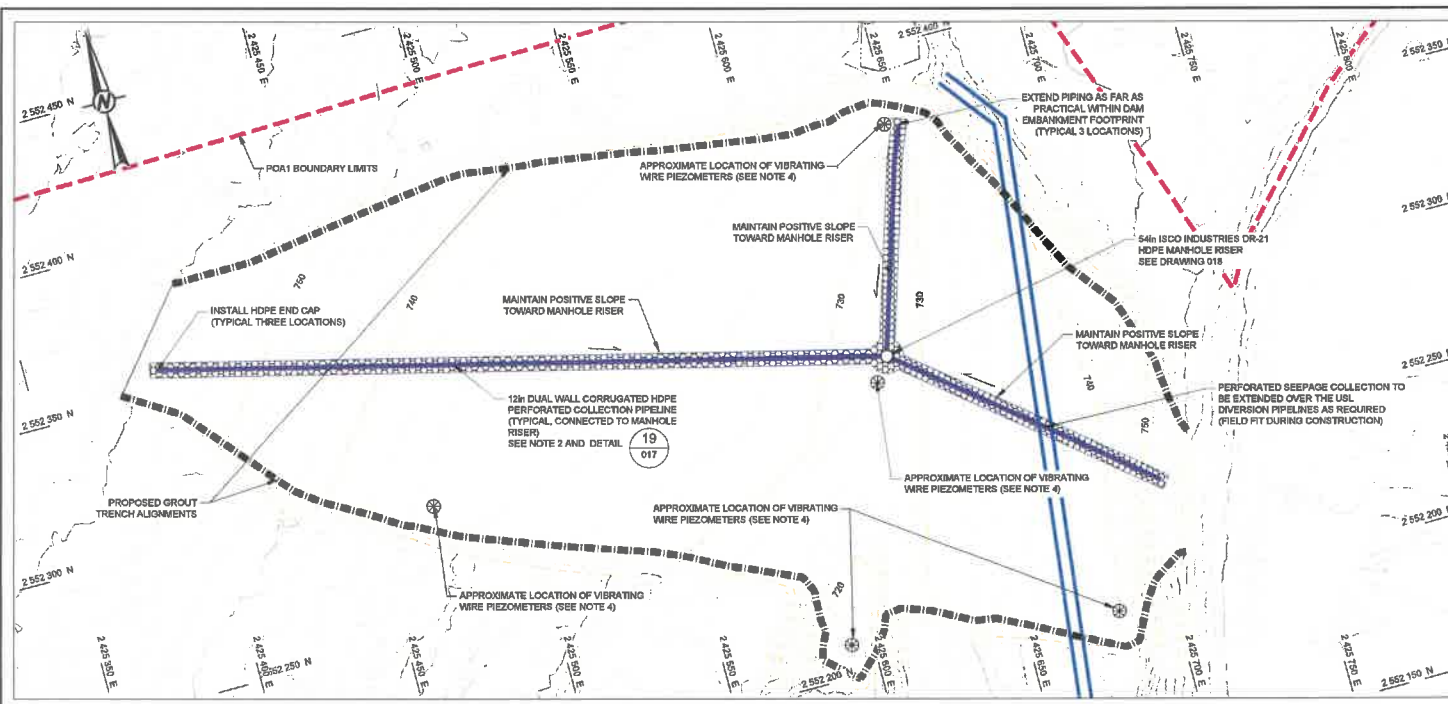 2 425 450 E
2 425 500 E
2 425 550 E
2 425 600 E
2 425 650 E
2 552 400 N
2 425 700 E
2 425 750 E
2 425 800 E
2 552 350 N
2 552 450 N
N
POA1 BOUNDARY LIMITS
EXTEND PIPING AS FAR AS
PRACTICAL WITHIN DAM
EMBANKMENT FOOTPRINT
(TYPICAL 3 LOCATIONS)
APPROXIMATE LOCATION OF VIBRATING
WIRE PIEZOMETERS (SEE NOTE 4)
2 552 300 N
MAINTAIN POSITIVE SLOPE
TOWARD MANHOLE RISER
54in ISCO INDUSTRIES DR-21
HDPE MANHOLE RISER
SEE DRAWING 018
2 552 400 N
750
740
730
730
INSTALL HDPE END CAP
(TYPICAL THREE LOCATIONS)
MAINTAIN POSITIVE SLOPE
TOWARD MANHOLE RISER
MAINTAIN POSITIVE SLOPE
TOWARD MANHOLE RISER
2 552 250 N
740
750
PERFORATED SEEPAGE COLLECTION TO
BE EXTENDED OVER THE USL
DIVERSION PIPELINES AS REQUIRED
(FIELD FIT DURING CONSTRUCTION)
2 552 350 N
12in DUAL WALL CORRUGATED HDPE
PERFORATED COLLECTION PIPELINE
(TYPICAL, CONNECTED TO MANHOLE
RISER)
SEE NOTE 2 AND DETAIL
19
017
APPROXIMATE LOCATION OF VIBRATING
WIRE PIEZOMETERS (SEE NOTE 4)
PROPOSED GROUT
TRENCH ALIGNMENTS
APPROXIMATE LOCATION OF VIBRATING
WIRE PIEZOMETERS (SEE NOTE 4)
2 552 200 N
2 552 300 N
APPROXIMATE LOCATION OF VIBRATING
WIRE PIEZOMETERS (SEE NOTE 4)
720
2 425 350 E
2 425 400 E
2 552 250 N
2 425 450 E
2 425 500 E
2 425 550 E
2 552 200 N
2 425 600 E
2 425 650 E
2 425 700 E
2 425 750 E
2 552 150 N